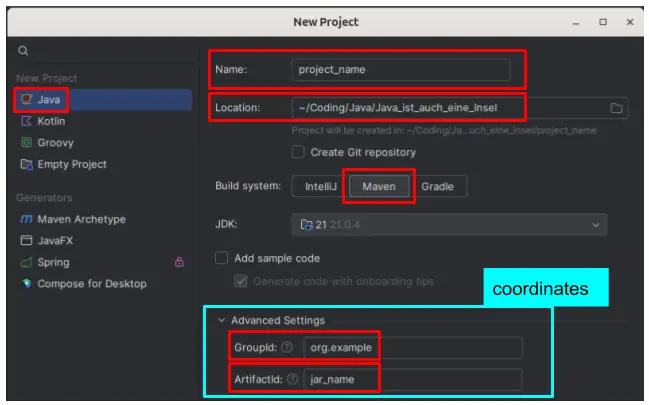 New Project
New Project
Java
Kotlin
Groovy
Empty Project
Generators
Maven Archetype
JavaFX
Spring
Compose for Desktop
Name: project_name
Location: ~/Coding/Java/Java_ist_auch_eine_Insel
Project will be created in: ~/Coding/Ja...uch_eine_Insel/project_name
Create Git repository
Build system: IntelliJ Maven Gradle
JDK: 21 21.0.4
Add sample code
Generate code with onboarding tips
coordinates
Advanced Settings
GroupId: ? org.example
ArtifactId: ? jar_name